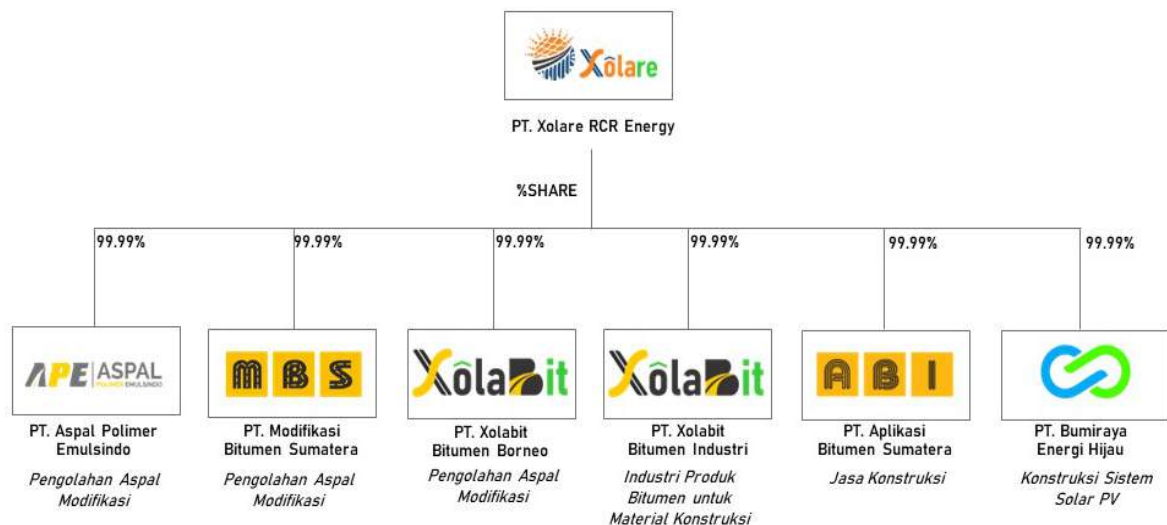 Xôlare
PT. Xolare RCR Energy
%SHARE
99.99%
99.99%
99.99%
99.99%
99.99%
99.99%
APE ASPAL
POLIMER EMULSINDO
MBS
XôlaBit
XôlaBit
ABI
PT. Aspal Polimer
Emulsindo
Pengolahan Aspal
Modifikasi
PT. Modifikasi
Bitumen Sumatera
Pengolahan Aspal
Modifikasi
PT. Xolabit
Bitumen Borneo
Pengolahan Aspal
Modifikasi
PT. Xolabit
Bitumen Industri
Industri Produk
Bitumen untuk
Material Konstruksi
PT. Aplikasi
Bitumen Sumatera
Jasa Konstruksi
PT. Bumiraya
Energi Hijau
Konstruksi Sistem
Solar PV